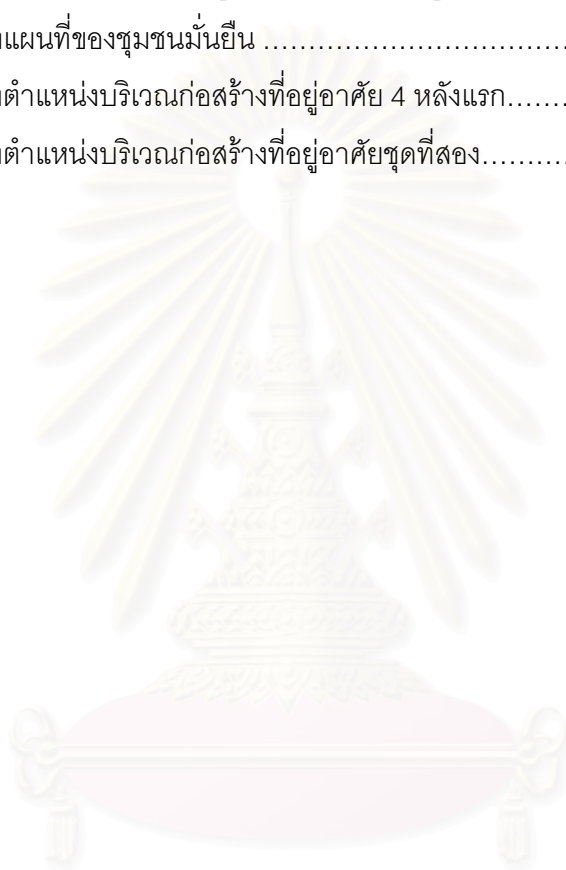 แผนที่ของชุมชนมั่นยืน ……………………………
ตำแหน่งบริเวณก่อสร้างที่อยู่อาศัย 4 หลังแรก…….
ตำแหน่งบริเวณก่อสร้างที่อยู่อาศัยชุดที่สอง……….